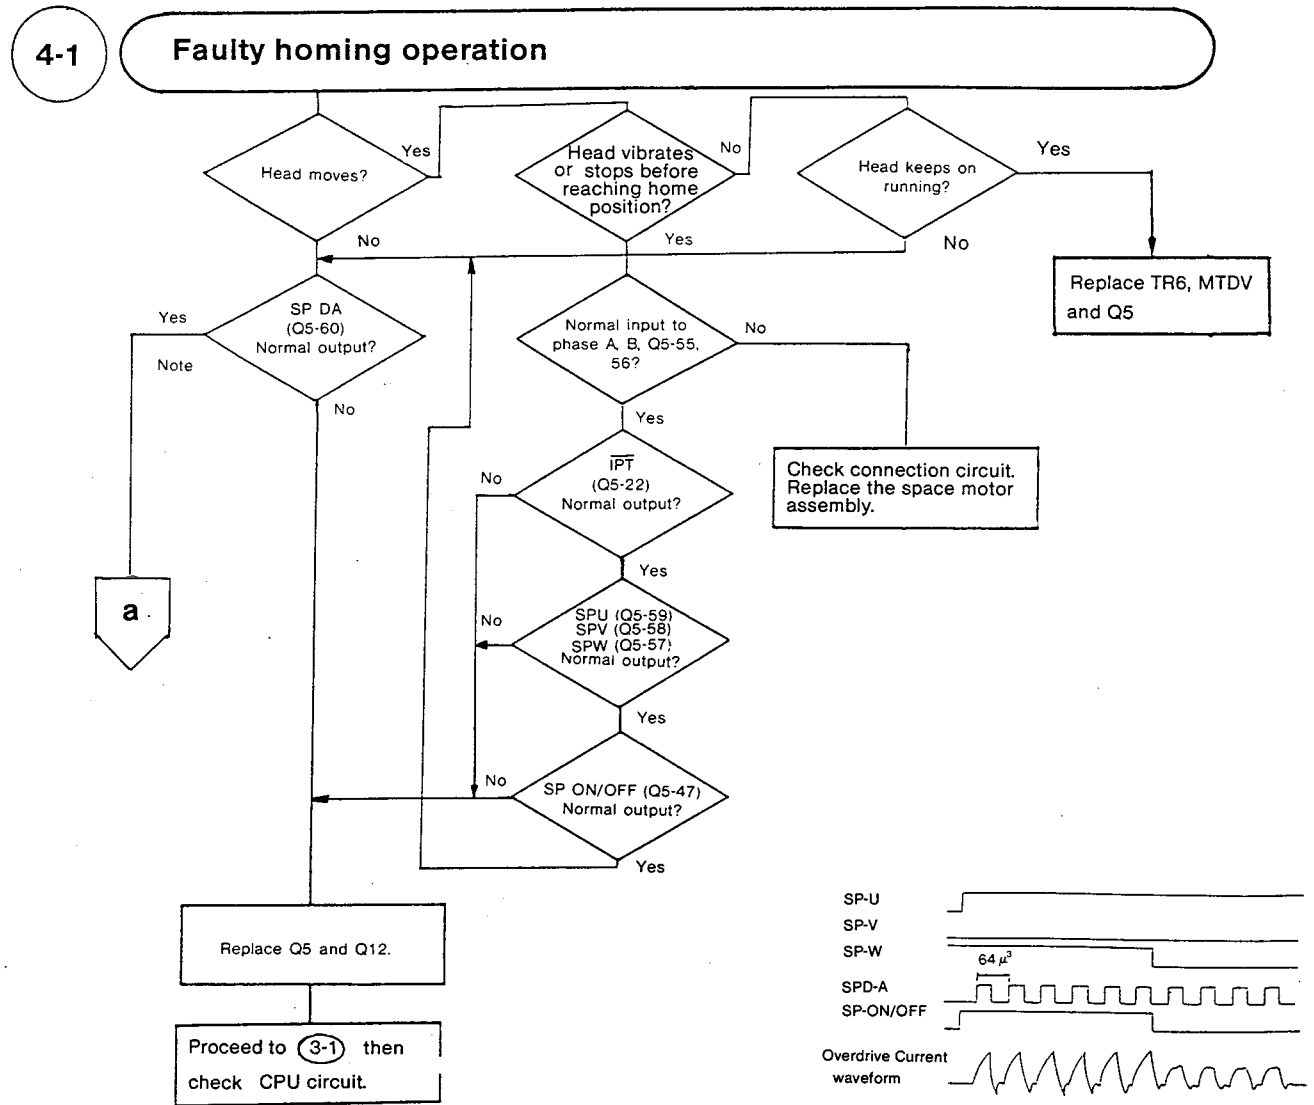 4-1
Faulty homing operation
Head moves?
Yes
No
Head vibrates
or stops before
reaching home
position?
No
Yes
Head keeps on
running?
Yes
No
Replace TR6, MTDV
and Q5
SP DA
(Q5-60)
Normal output?
Yes
Note
No
a
Normal input to
phase A, B, Q5-55,
56?
No
Yes
Check connection circuit.
Replace the space motor
assembly.
IPT
(Q5-22)
Normal output?
No
Yes
SPU (Q5-59)
SPV (Q5-58)
SPW (Q5-57)
Normal output?
No
Yes
SP ON/OFF (Q5-47)
Normal output?
No
Yes
Replace Q5 and Q12.
Proceed to 3-1 then
check CPU circuit.
SP-U
SP-V
SP-W
64 μ³
SPD-A
SP-ON/OFF
Overdrive Current
waveform